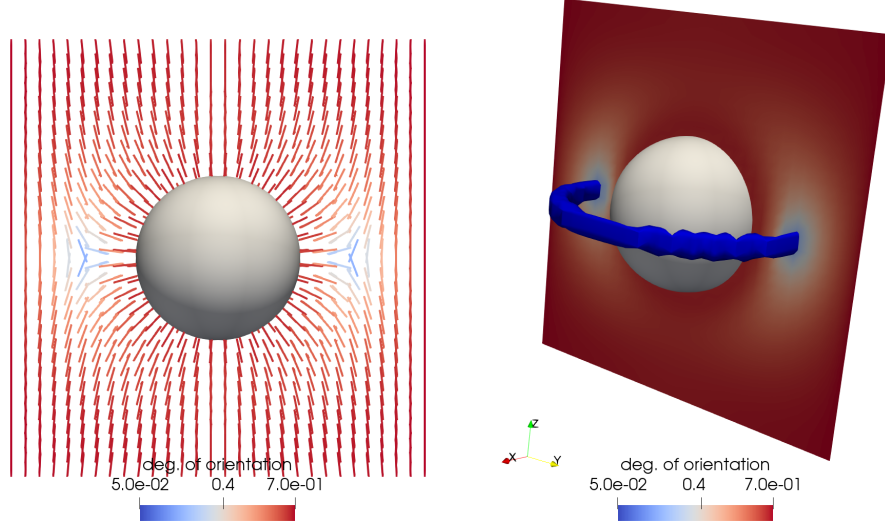 deg. of orientation
5.0e-02 0.4 7.0e-01
Z
X Y
deg. of orientation
5.0e-02 0.4 7.0e-01